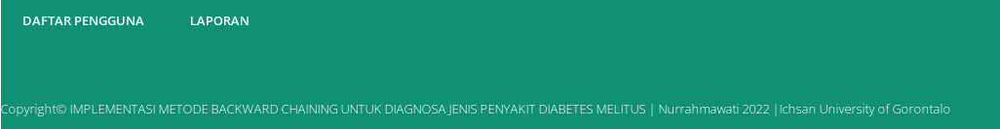 DAFTAR PENGGUNA LAPORAN
Copyright© IMPLEMENTASI METODE BACKWARD CHAINING UNTUK DIAGNOSA JENIS PENYAKIT DIABETES MELITUS | Nurrahmawati 2022 |Ichsan University of Gorontalo